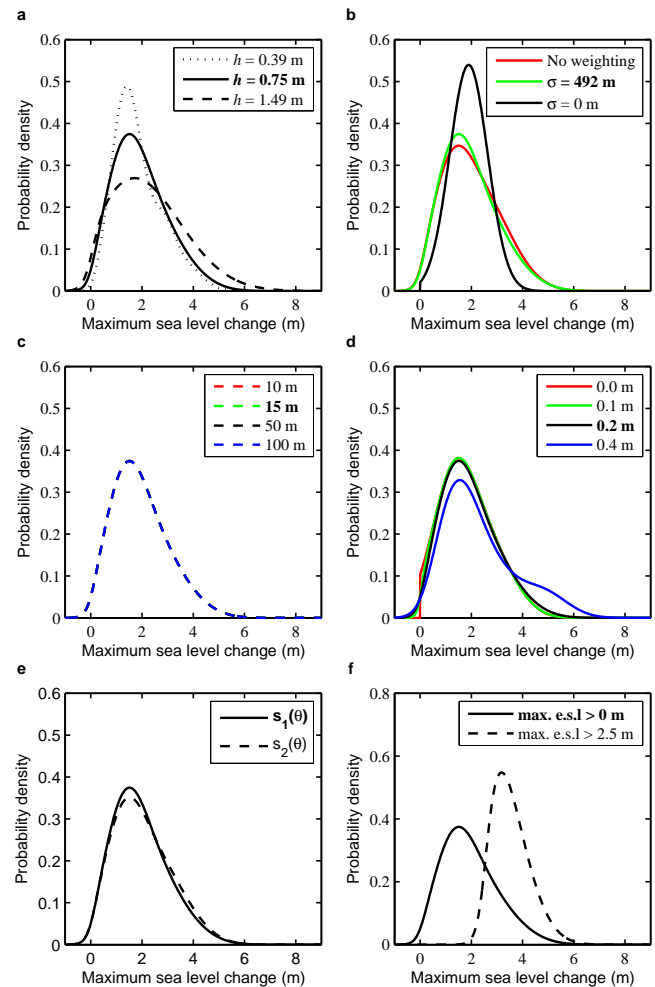 a
0.6
0.5
0.4
0.3
0.2
0.1
0
Probability density
h = 0.39 m
h = 0.75 m
h = 1.49 m
0 2 4 6 8
Maximum sea level change (m)
b
0.6
0.5
0.4
0.3
0.2
0.1
0
Probability density
No weighting
σ = 492 m
σ = 0 m
0 2 4 6 8
Maximum sea level change (m)
c
0.6
0.5
0.4
0.3
0.2
0.1
0
Probability density
10 m
15 m
50 m
100 m
0 2 4 6 8
Maximum sea level change (m)
d
0.6
0.5
0.4
0.3
0.2
0.1
0
Probability density
0.0 m
0.1 m
0.2 m
0.4 m
0 2 4 6 8
Maximum sea level change (m)
e
0.6
0.5
0.4
0.3
0.2
0.1
0
Probability density
s₁(θ)
s₂(θ)
0 2 4 6 8
Maximum sea level change (m)
f
0.8
0.6
0.4
0.2
0
Probability density
max. e.s.l > 0 m
max. e.s.l > 2.5 m
0 2 4 6 8
Maximum sea level change (m)